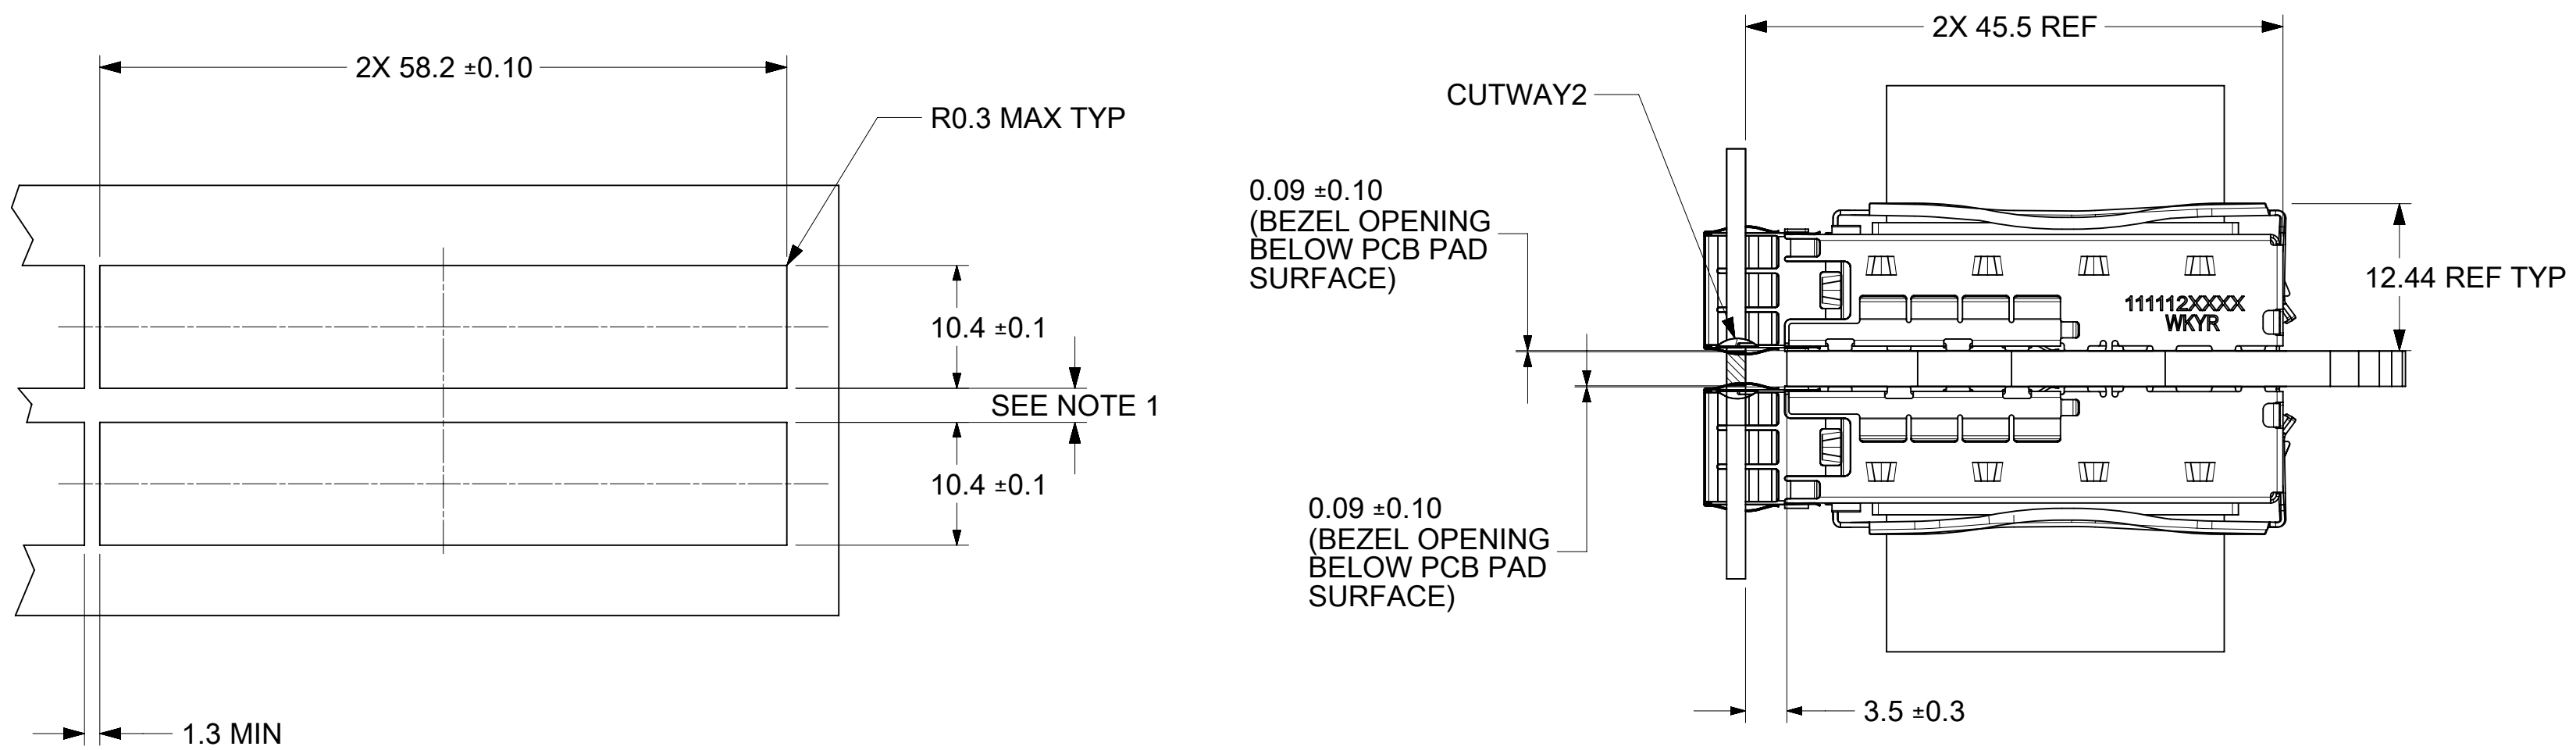 2X 58.2 ±0.10
R0.3 MAX TYP
10.4 ±0.1
SEE NOTE 1
10.4 ±0.1
1.3 MIN
2X 45.5 REF
CUTWAY2
0.09 ±0.10
(BEZEL OPENING
BELOW PCB PAD
SURFACE)
12.44 REF TYP
111112XXXX
WKYR
0.09 ±0.10
(BEZEL OPENING
BELOW PCB PAD
SURFACE)
3.5 ±0.3